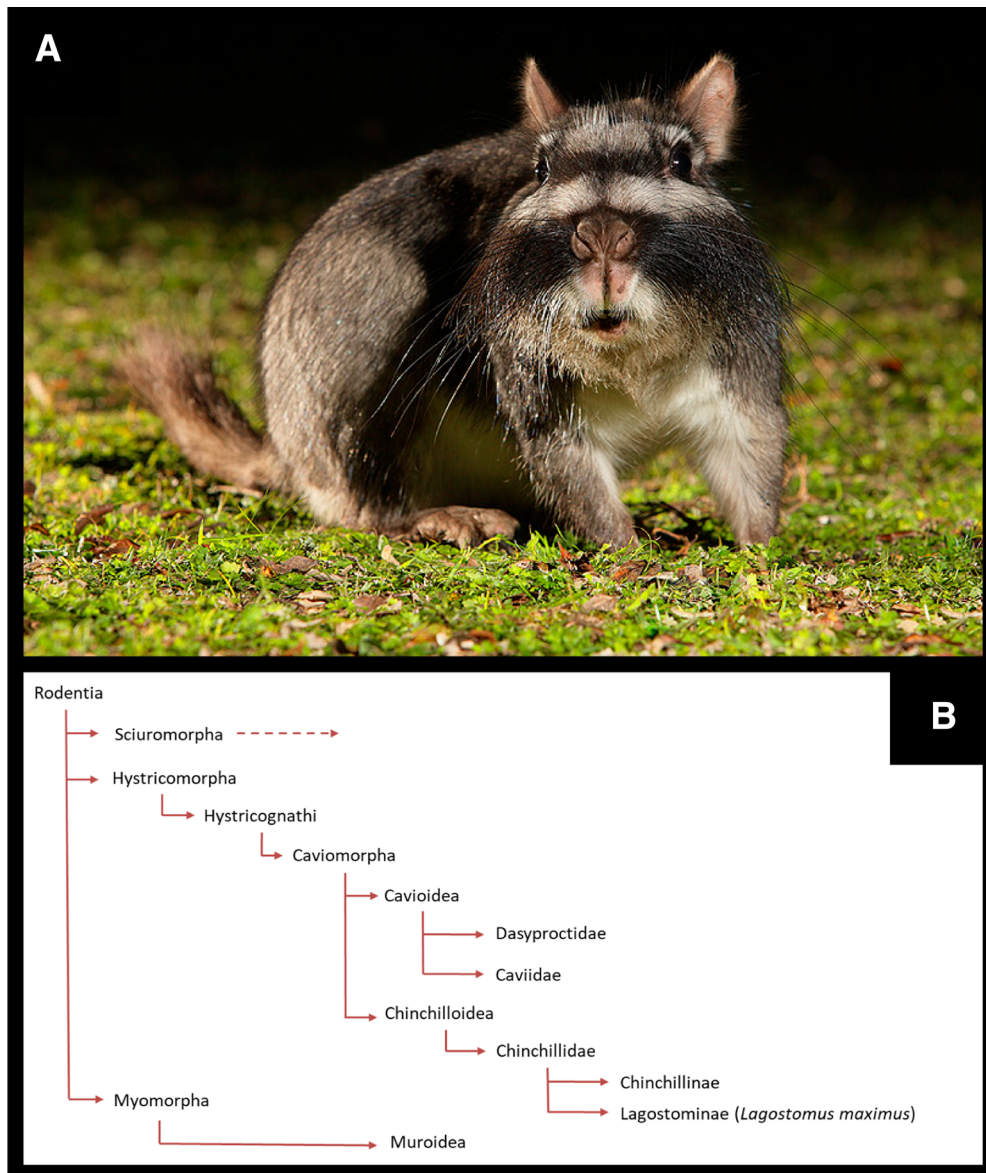 A
Rodentia
B
Sciuromorpha
Hystricomorpha
Hystricognathi
Caviomorpha
Cavioidea
Dasyproctidae
Caviidae
Chinchilloidea
Chinchillidae
Chinchillinae
Myomorpha
Lagostominae (Lagostomus maximus)
Muroidea